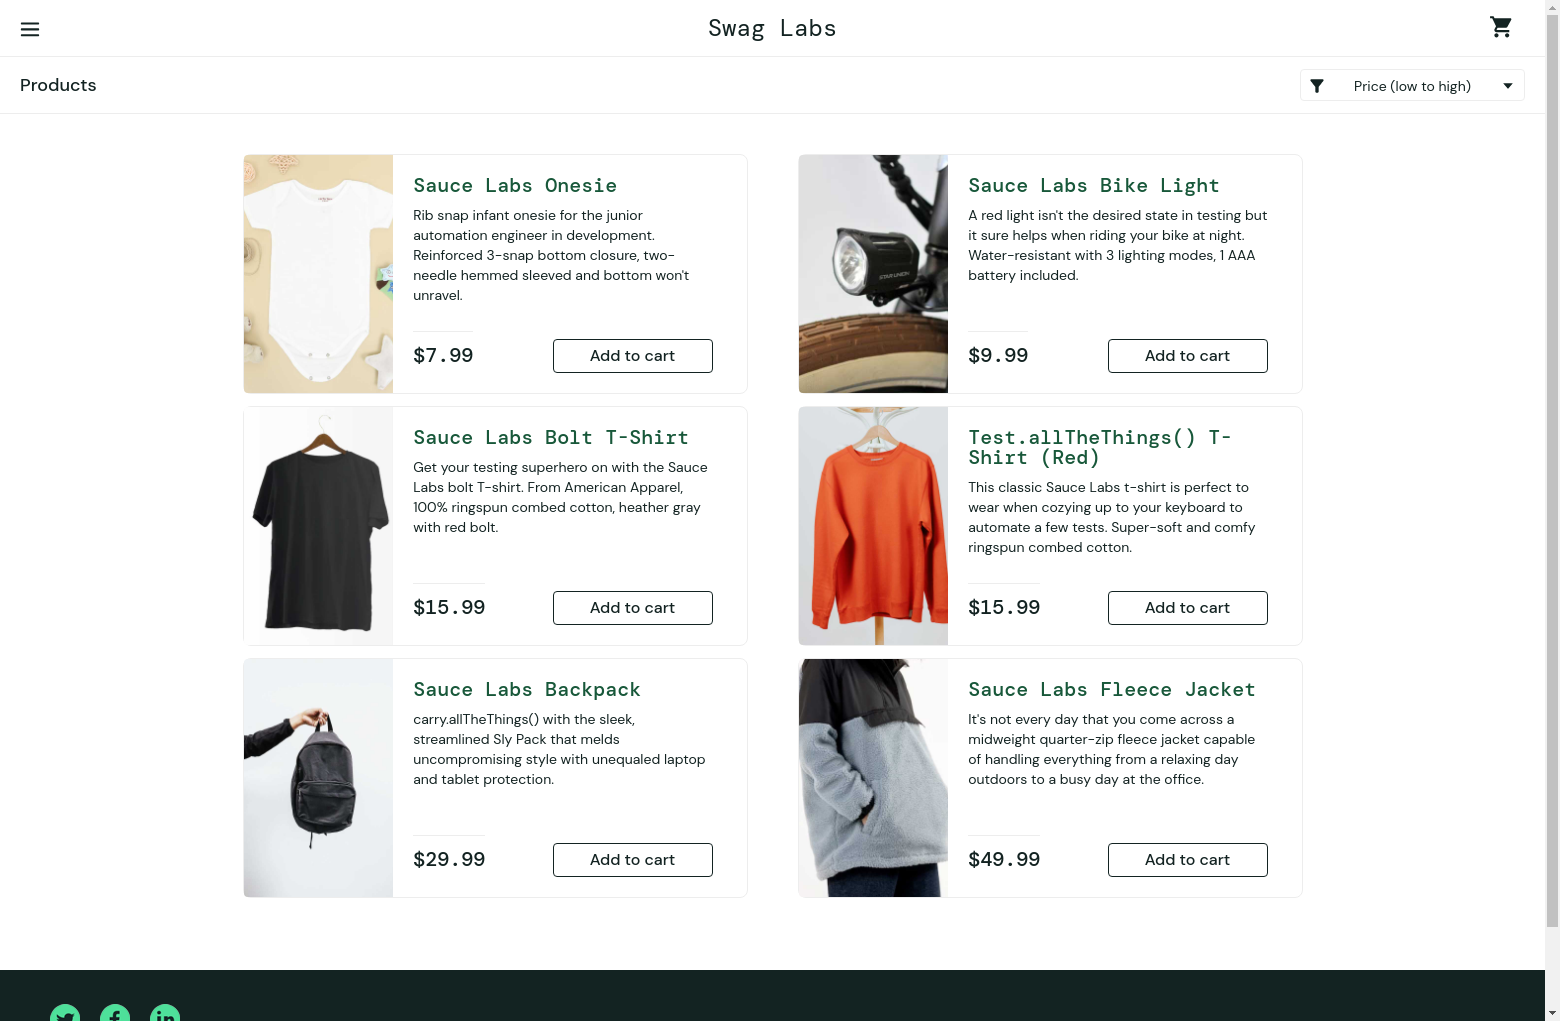 Swag Labs
Products
Price (low to high)
Sauce Labs Onesie
Rib snap infant onesie for the junior
automation engineer in development.
Reinforced 3-snap bottom closure, two-
needle hemmed sleeved and bottom won't
unravel.
$7.99
Add to cart
STAR UNION
Sauce Labs Bike Light
A red light isn't the desired state in testing but
it sure helps when riding your bike at night.
Water-resistant with 3 lighting modes, 1 AAA
battery included.
$9.99
Add to cart
Sauce Labs Bolt T-Shirt
Get your testing superhero on with the Sauce
Labs bolt T-shirt. From American Apparel,
100% ringspun combed cotton, heather gray
with red bolt.
$15.99
Add to cart
Test.allTheThings() T-
Shirt (Red)
This classic Sauce Labs t-shirt is perfect to
wear when cozying up to your keyboard to
automate a few tests. Super-soft and comfy
ringspun combed cotton.
$15.99
Add to cart
Sauce Labs Backpack
carry.allTheThings() with the sleek,
streamlined Sly Pack that melds
uncompromising style with unequaled laptop
and tablet protection.
$29.99
Add to cart
Sauce Labs Fleece Jacket
It's not every day that you come across a
midweight quarter-zip fleece jacket capable
of handling everything from a relaxing day
outdoors to a busy day at the office.
$49.99
Add to cart